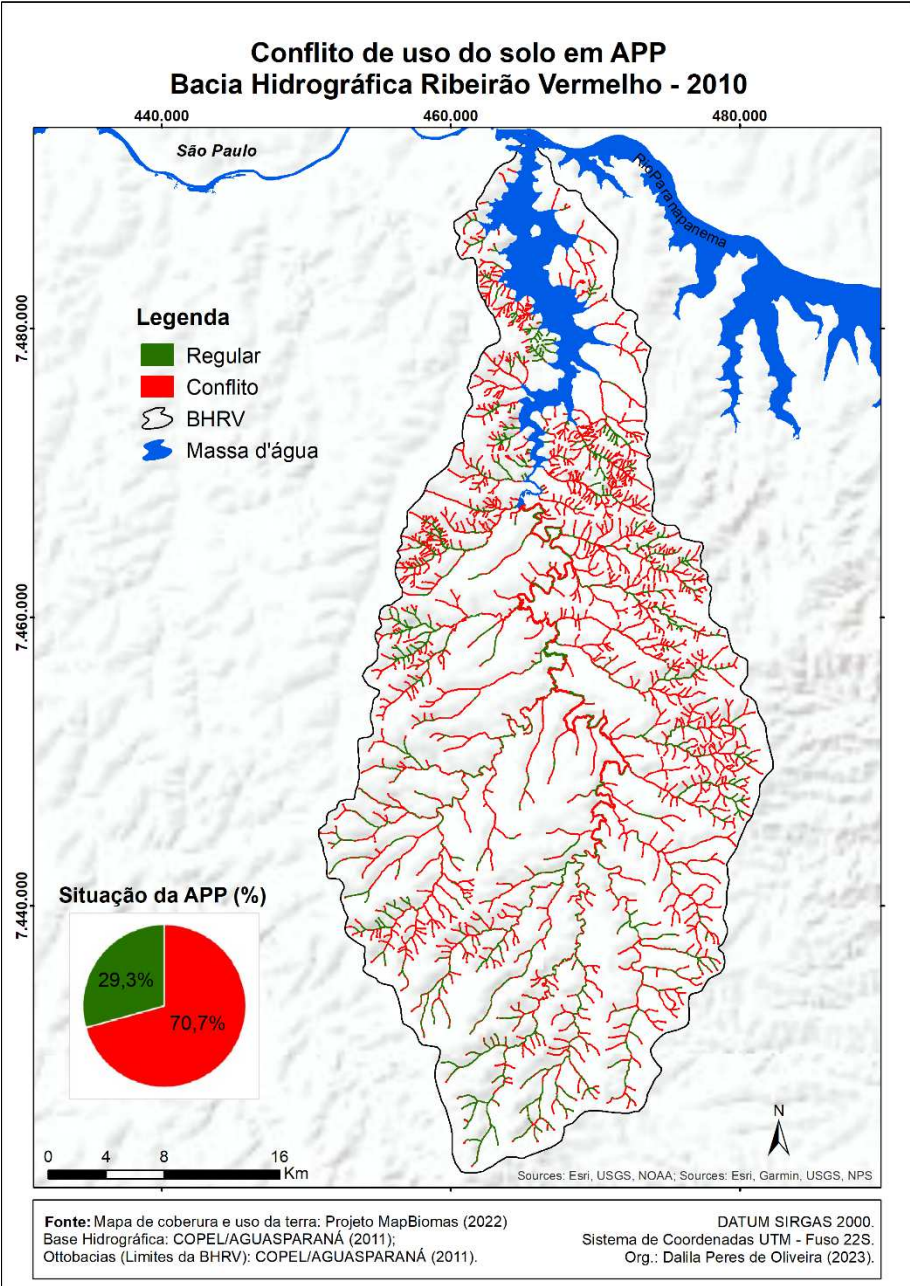 Conflito de uso do solo em APP
Bacia Hidrográfica Ribeirão Vermelho - 2010
440.000 460.000 480.000
São Paulo
Rio Paranapanema
7.480.000
7.460.000
7.440.000
Legenda
Regular
Conflito
BHRV
Massa d'água
Situação da APP (%)
29,3%
70,7%
N
0 4 8 16
Km
Sources: Esri, USGS, NOAA; Sources: Esri, Garmin, USGS, NPS
Fonte: Mapa de coberura e uso da terra: Projeto MapBiomas (2022)
Base Hidrográfica: COPEL/AGUASPARANÁ (2011);
Ottobacias (Limites da BHRV): COPEL/AGUASPARANÁ (2011).
DATUM SIRGAS 2000.
Sistema de Coordenadas UTM - Fuso 22S.
Org.: Dalila Peres de Oliveira (2023).